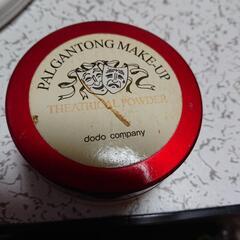 PALGANTONG MAKE-UP
THEATRICAL POWDER
dodo company